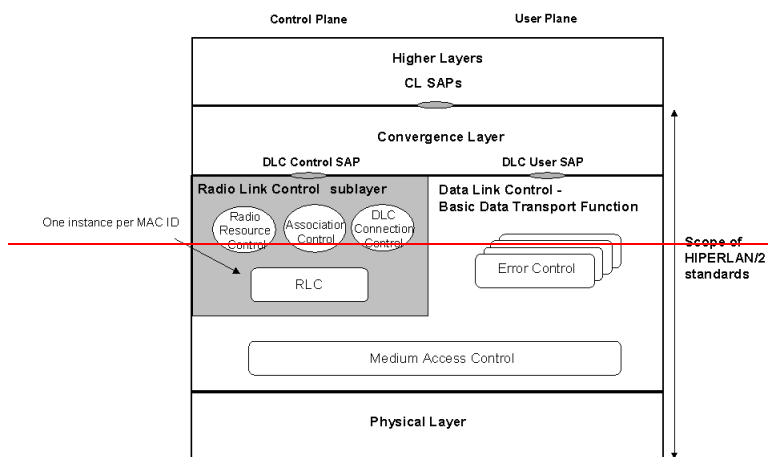 Control Plane
User Plane
Higher Layers
CL SAPs
Convergence Layer
DLC Control SAP
DLC User SAP
Radio Link Control sublayer
Data Link Control -
Basic Data Transport Function
Radio
Resource
Control
Association
Control
DLC
Connection
Control
One instance per MAC ID
Scope of
HIPERLAN/2
standards
Error Control
RLC
Medium Access Control
Physical Layer